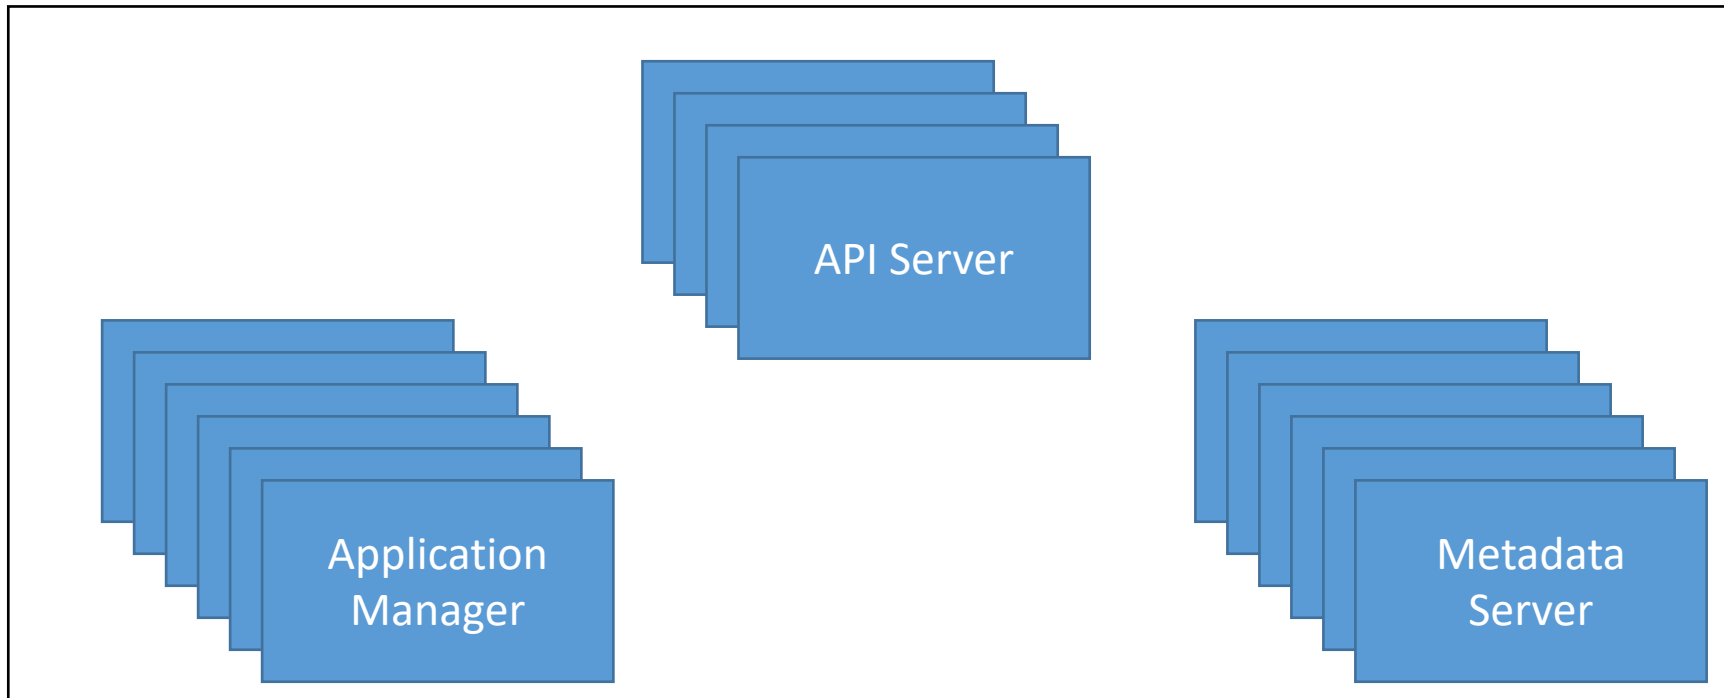 API Server
Application
Manager
Metadata
Server